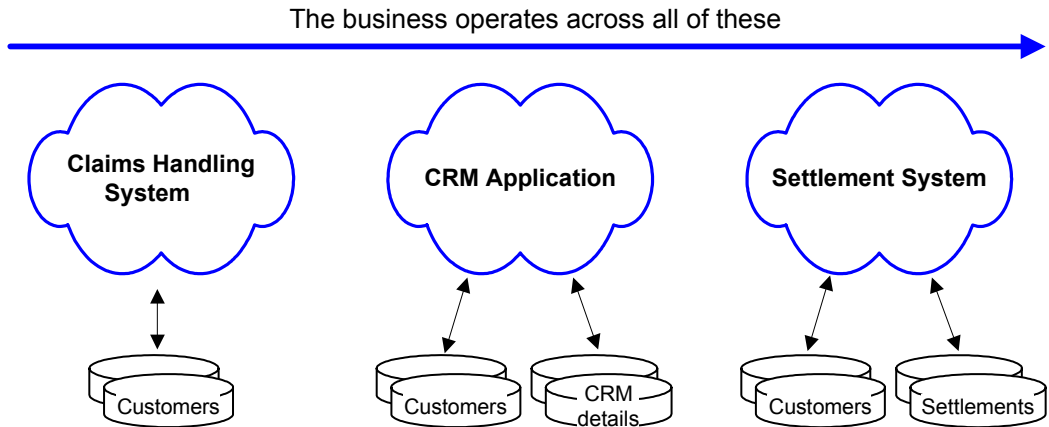 The business operates across all of these
Claims Handling
System
CRM Application
Settlement System
Customers
Customers
CRM
details
Customers
Settlements